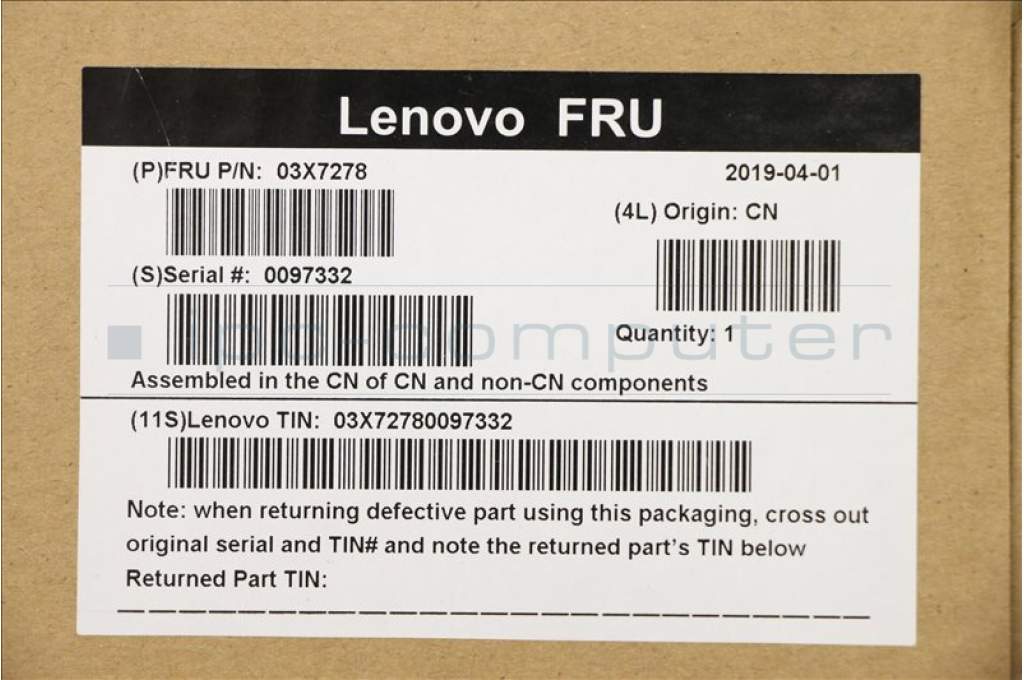 Lenovo FRU
(P)FRU P/N: 03X7278
2019-04-01
(4L) Origin: CN
(S)Serial #: 0097332
Quantity: 1
ipc-computer
Assembled in the CN of CN and non-CN components
(11S)Lenovo TIN: 03X72780097332
Note: when returning defective part using this packaging, cross out
original serial and TIN# and note the returned part's TIN below
Returned Part TIN: